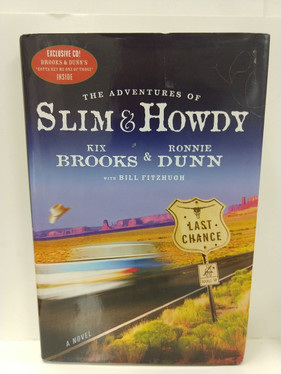 EXCLUSIVE CD!
BROOKS & DUNN'S
INSIDE
THE ADVENTURES OF
SLIM & HOWDY
KIX RONNIE
BROOKS & DUNN
WITH BILL FITZHUGH
LAST
CHANCE
A NOVEL